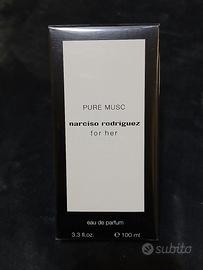 PURE MUSC
narciso rodriguez
for her
eau de parfum
3.3 fl.oz. ℮ 100 ml
subito